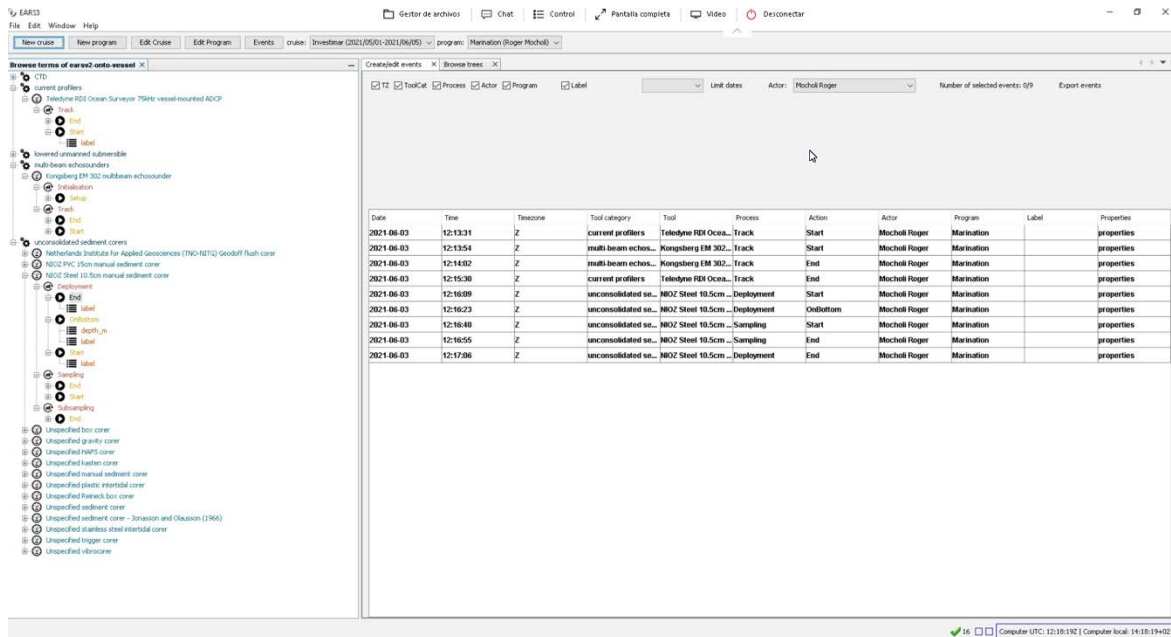 EARS3
Gestor de archivos Chat Control Pantalla completa Video Desconectar
File Edit Window Help
New cruise New program Edit Cruise Edit Program Events cruise: Investimar (2021/05/01-2021/06/05) program: Marination (Roger Mocholi)
Browse terms of earsv2-onto-vessel
CTD
current profilers
Teledyne RDI Ocean Surveyor 75kHz vessel-mounted ADCP
Track
End
Start
label
lowered unmanned submersible
multi-beam echosounders
Kongsberg EM 302 multibeam echosounder
Initialisation
Setup
Track
End
Start
unconsolidated sediment corers
Netherlands Institute for Applied Geosciences (TNO-NITG) Geodoff flush corer
NIOZ PVC 15cm manual sediment corer
NIOZ Steel 10.5cm manual sediment corer
Deployment
End
label
OnBottom
depth_m
label
Start
label
Sampling
End
Start
Subsampling
End
Unspecified box corer
Unspecified gravity corer
Unspecified HAPS corer
Unspecified kasten corer
Unspecified manual sediment corer
Unspecified plastic intertidal corer
Unspecified Reineck box corer
Unspecified sediment corer
Unspecified sediment corer - Jonasson and Olausson (1966)
Unspecified stainless steel intertidal corer
Unspecified trigger corer
Unspecified vibrocorer
Create/edit events Browse trees
TZ ToolCat Process Actor Program Label Limit dates Actor: Mocholi Roger Number of selected events: 0/9 Export events
Date Time Timezone Tool category Tool Process Action Actor Program Label Properties
2021-06-03 12:13:31 Z current profilers Teledyne RDI Ocea... Track Start Mocholi Roger Marination properties
2021-06-03 12:13:54 Z multi-beam echos... Kongsberg EM 302... Track Start Mocholi Roger Marination properties
2021-06-03 12:14:02 Z multi-beam echos... Kongsberg EM 302... Track End Mocholi Roger Marination properties
2021-06-03 12:15:30 Z current profilers Teledyne RDI Ocea... Track End Mocholi Roger Marination properties
2021-06-03 12:16:09 Z unconsolidated se... NIOZ Steel 10.5cm ... Deployment Start Mocholi Roger Marination properties
2021-06-03 12:16:23 Z unconsolidated se... NIOZ Steel 10.5cm ... Deployment OnBottom Mocholi Roger Marination properties
2021-06-03 12:16:40 Z unconsolidated se... NIOZ Steel 10.5cm ... Sampling Start Mocholi Roger Marination properties
2021-06-03 12:16:55 Z unconsolidated se... NIOZ Steel 10.5cm ... Sampling End Mocholi Roger Marination properties
2021-06-03 12:17:06 Z unconsolidated se... NIOZ Steel 10.5cm ... Deployment End Mocholi Roger Marination properties
16 Computer UTC: 12:18:19Z | Computer local: 14:18:19+02